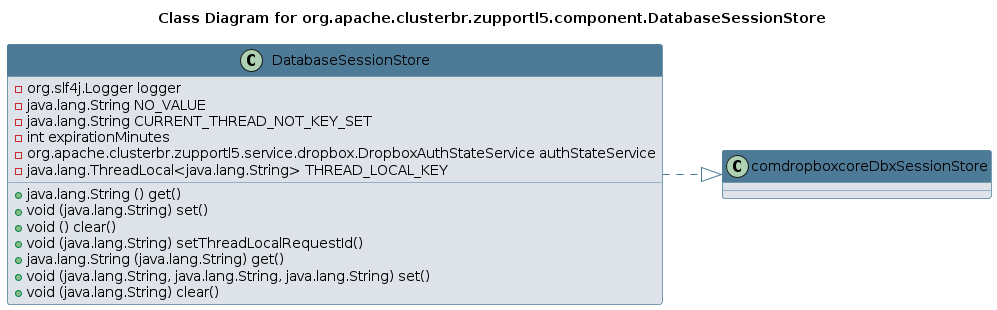 Class Diagram for org.apache.clusterbr.zupportl5.component.DatabaseSessionStore
C DatabaseSessionStore
org.slf4j.Logger logger
java.lang.String NO_VALUE
java.lang.String CURRENT_THREAD_NOT_KEY_SET
int expirationMinutes
org.apache.clusterbr.zupportl5.service.dropbox.DropboxAuthStateService authStateService
java.lang.ThreadLocal<java.lang.String> THREAD_LOCAL_KEY
java.lang.String () get()
void (java.lang.String) set()
void () clear()
void (java.lang.String) setThreadLocalRequestId()
java.lang.String (java.lang.String) get()
void (java.lang.String, java.lang.String, java.lang.String) set()
void (java.lang.String) clear()
C comdropboxcoreDbxSessionStore